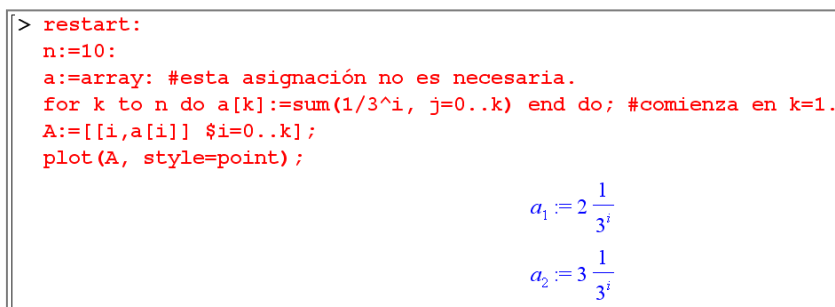 > restart:
n:=10:
a:=array: #esta asignación no es necesaria.
for k to n do a[k]:=sum(1/3^i, j=0..k) end do; #comienza en k=1.
A:=[[i,a[i]] $i=0..k];
plot(A, style=point);
a₁ := 2 1/3ⁱ
a₂ := 3 1/3ⁱ